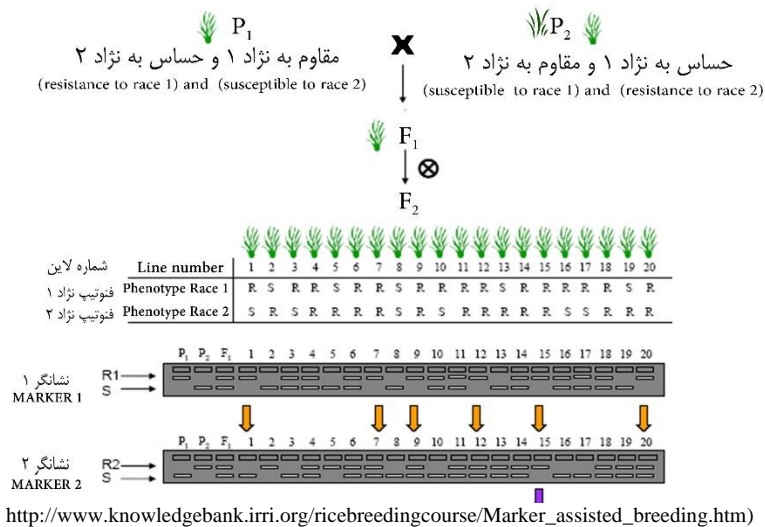 P1 X P2
مقاوم به نژاد ۱ و حساس به نژاد ۲
(resistance to race 1) and (susceptible to race 2)
حساس به نژاد ۱ و مقاوم به نژاد ۲
(susceptible to race 1) and (resistance to race 2)
F1
F2
شماره لاین Line number 1 2 3 4 5 6 7 8 9 10 11 12 13 14 15 16 17 18 19 20
فنوتیپ نژاد ۱ Phenotype Race 1 R S R R S R R S R R R R S R R R R R S R
فنوتیپ نژاد ۲ Phenotype Race 2 S R S R R R R S R S R R R R R S S R R R
P1 P2 F1 1 2 3 4 5 6 7 8 9 10 11 12 13 14 15 16 17 18 19 20
نشانگر ۱ R1
MARKER 1 S
P1 P2 F1 1 2 3 4 5 6 7 8 9 10 11 12 13 14 15 16 17 18 19 20
نشانگر ۲ R2
MARKER 2 S
http://www.knowledgebank.irri.org/ricebreedingcourse/Marker_assisted_breeding.htm)